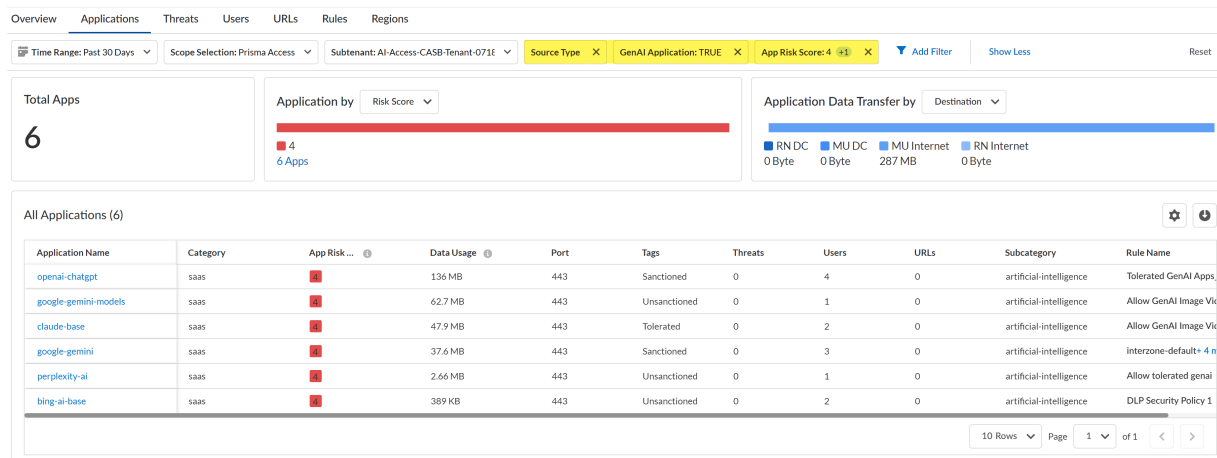 Overview Applications Threats Users URLs Rules Regions
Time Range: Past 30 Days Scope Selection: Prisma Access Subtenant: AI-Access-CASB-Tenant-0718 Source Type X GenAI Application: TRUE X App Risk Score: 4 +1 X Add Filter Show Less Reset
Total Apps
6
Application by Risk Score
4
6 Apps
Application Data Transfer by Destination
RN DC MU DC MU Internet RN Internet
0 Byte 0 Byte 287 MB 0 Byte
All Applications (6)
Application Name Category App Risk ... Data Usage Port Tags Threats Users URLs Subcategory Rule Name
openai-chatgpt saas 4 136 MB 443 Sanctioned 0 4 0 artificial-intelligence Tolerated GenAI Apps_
google-gemini-models saas 4 62.7 MB 443 Unsanctioned 0 1 0 artificial-intelligence Allow GenAI Image Vic
claude-base saas 4 47.9 MB 443 Tolerated 0 2 0 artificial-intelligence Allow GenAI Image Vic
google-gemini saas 4 37.6 MB 443 Sanctioned 0 3 0 artificial-intelligence interzone-default+ 4 m
perplexity-ai saas 4 2.66 MB 443 Unsanctioned 0 1 0 artificial-intelligence Allow tolerated genai
bing-ai-base saas 4 389 KB 443 Unsanctioned 0 2 0 artificial-intelligence DLP Security Policy 1
10 Rows Page 1 of 1